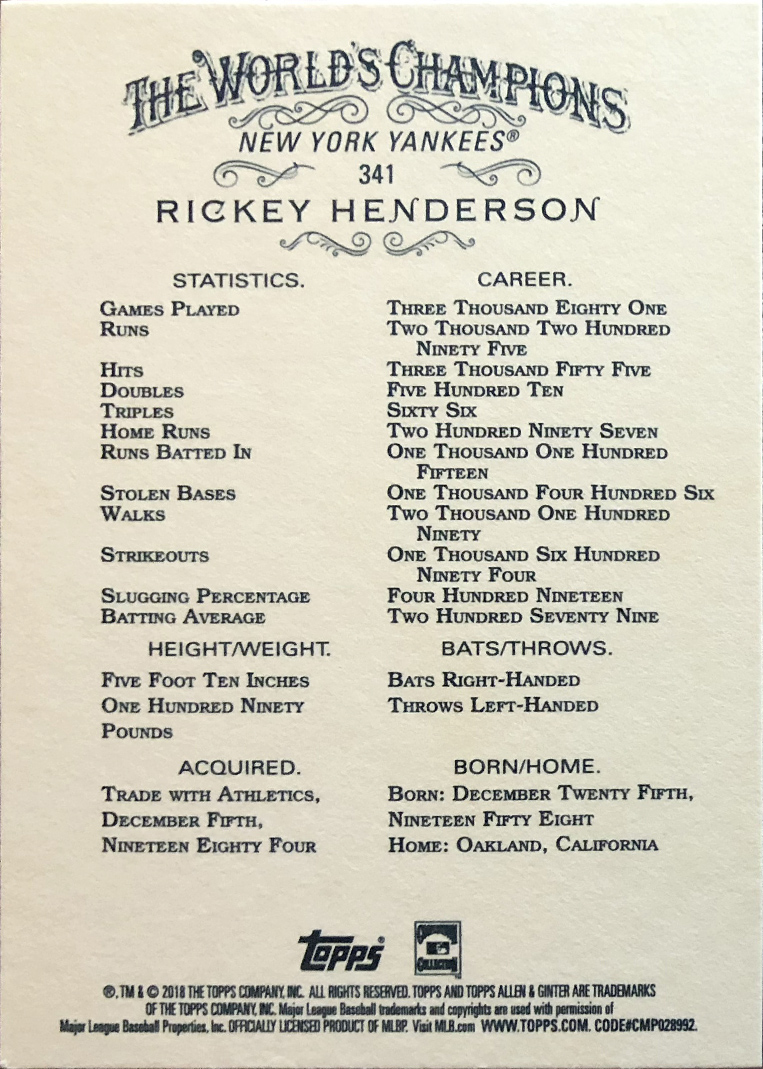 THE WORLD'S CHAMPIONS
NEW YORK YANKEES®
341
RICKEY HENDERSON
STATISTICS. CAREER.
GAMES PLAYED THREE THOUSAND EIGHTY ONE
RUNS TWO THOUSAND TWO HUNDRED
NINETY FIVE
HITS THREE THOUSAND FIFTY FIVE
DOUBLES FIVE HUNDRED TEN
TRIPLES SIXTY SIX
HOME RUNS TWO HUNDRED NINETY SEVEN
RUNS BATTED IN ONE THOUSAND ONE HUNDRED
FIFTEEN
STOLEN BASES ONE THOUSAND FOUR HUNDRED SIX
WALKS TWO THOUSAND ONE HUNDRED
NINETY
STRIKEOUTS ONE THOUSAND SIX HUNDRED
NINETY FOUR
SLUGGING PERCENTAGE FOUR HUNDRED NINETEEN
BATTING AVERAGE TWO HUNDRED SEVENTY NINE
HEIGHT/WEIGHT. BATS/THROWS.
FIVE FOOT TEN INCHES BATS RIGHT-HANDED
ONE HUNDRED NINETY THROWS LEFT-HANDED
POUNDS
ACQUIRED. BORN/HOME.
TRADE WITH ATHLETICS, BORN: DECEMBER TWENTY FIFTH,
DECEMBER FIFTH, NINETEEN FIFTY EIGHT
NINETEEN EIGHTY FOUR HOME: OAKLAND, CALIFORNIA
Topps®
®, TM & © 2018 THE TOPPS COMPANY, INC. ALL RIGHTS RESERVED. TOPPS AND TOPPS ALLEN & GINTER ARE TRADEMARKS
OF THE TOPPS COMPANY, INC. Major League Baseball trademarks and copyrights are used with permission of
Major League Baseball Properties, Inc. OFFICIALLY LICENSED PRODUCT OF MLBP. Visit MLB.com WWW.TOPPS.COM. CODE#CMP028992.